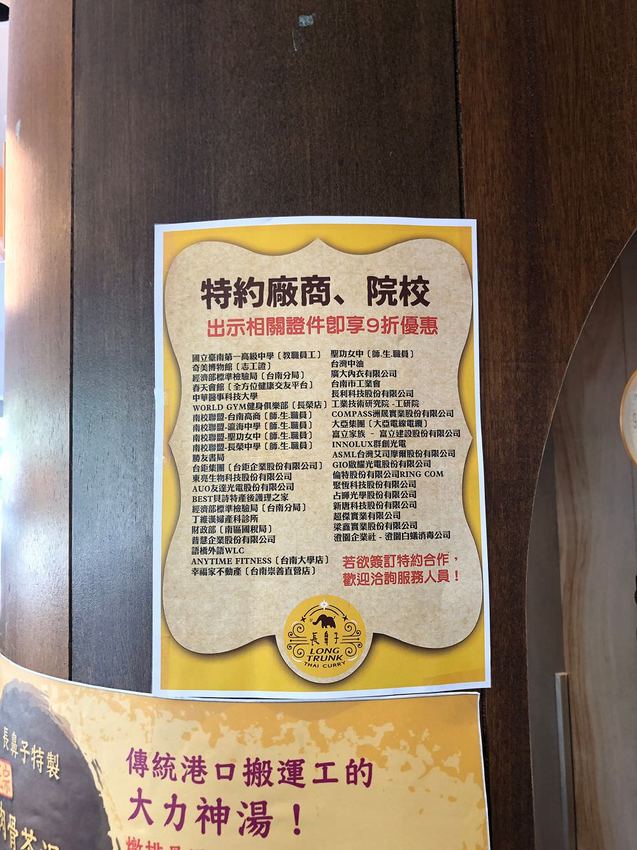 特約廠商、院校
出示相關證件即享9折優惠
國立臺南第一高級中學〔教職員工〕
奇美博物館〔志工證〕
經濟部標準檢驗局〔台南分局〕
春天會館〔全方位健康交友平台〕
中華醫事科技大學
WORLD GYM健身俱樂部〔長榮店〕
南校聯盟-台南高商〔師.生.職員〕
南校聯盟-瀛海中學〔師.生.職員〕
南校聯盟-聖功女中〔師.生.職員〕
南校聯盟-長榮中學〔師.生.職員〕
勝友書局
台鉅集團〔台鉅企業股份有限公司〕
東亮生物科技股份有限公司
AUO友達光電股份有限公司
BEST貝詩特產後護理之家
經濟部標準檢驗局〔台南分局〕
丁維漢婦產科診所
財政部〔南區國稅局〕
普慧企業股份有限公司
語橋外語WLC
ANYTIME FITNESS〔台南大學店〕
幸福家不動產〔台南崇善直營店〕
聖功女中〔師.生.職員〕
台灣中油
廣大內衣有限公司
台南市工業會
長利科技股份有限公司
工業技術研究院 -工研院
COMPASS洲晟實業股份有限公司
大亞集團〔大亞電線電纜〕
富立家族 - 富立建設股份有限公司
INNOLUX群創光電
ASML台灣艾司摩爾股份有限公司
GIO啟耀光電股份有限公司
倫特股份有限公司RING COM
聚恆科技股份有限公司
占暉光學股份有限公司
新唐科技股份有限公司
超傑實業有限公司
梁鑫實業股份有限公司
澄園企業社 - 澄園白蟻消毒公司
若欲簽訂特約合作，
歡迎洽詢服務人員！
長鼻子
LONG
TRUNK
THAI CURRY
長鼻子特製
肉骨茶湯
傳統港口搬運工的
大力神湯！